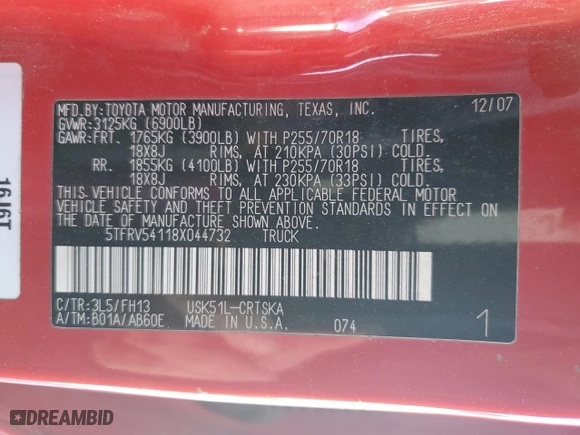 MFD.BY:TOYOTA MOTOR MANUFACTURING, TEXAS, INC. 12/07
GVWR:3125KG (6900LB)
GAWR:FRT. 1765KG (3900LB) WITH P255/70R18 TIRES,
18X8J RIMS, AT 210KPA (30PSI) COLD.
RR. 1855KG (4100LB) WITH P255/70R18 TIRES,
18X8J RIMS, AT 230KPA (33PSI) COLD.
THIS VEHICLE CONFORMS TO ALL APPLICABLE FEDERAL MOTOR
VEHICLE SAFETY AND THEFT PREVENTION STANDARDS IN EFFECT ON THE
DATE OF MANUFACTURE SHOWN ABOVE.
5TFRV54118X044732 TRUCK
C/TR:3L5/FH13 USK51L-CRTSKA
A/TM:B01A/AB60E MADE IN U.S.A. 074 1
DREAMBID